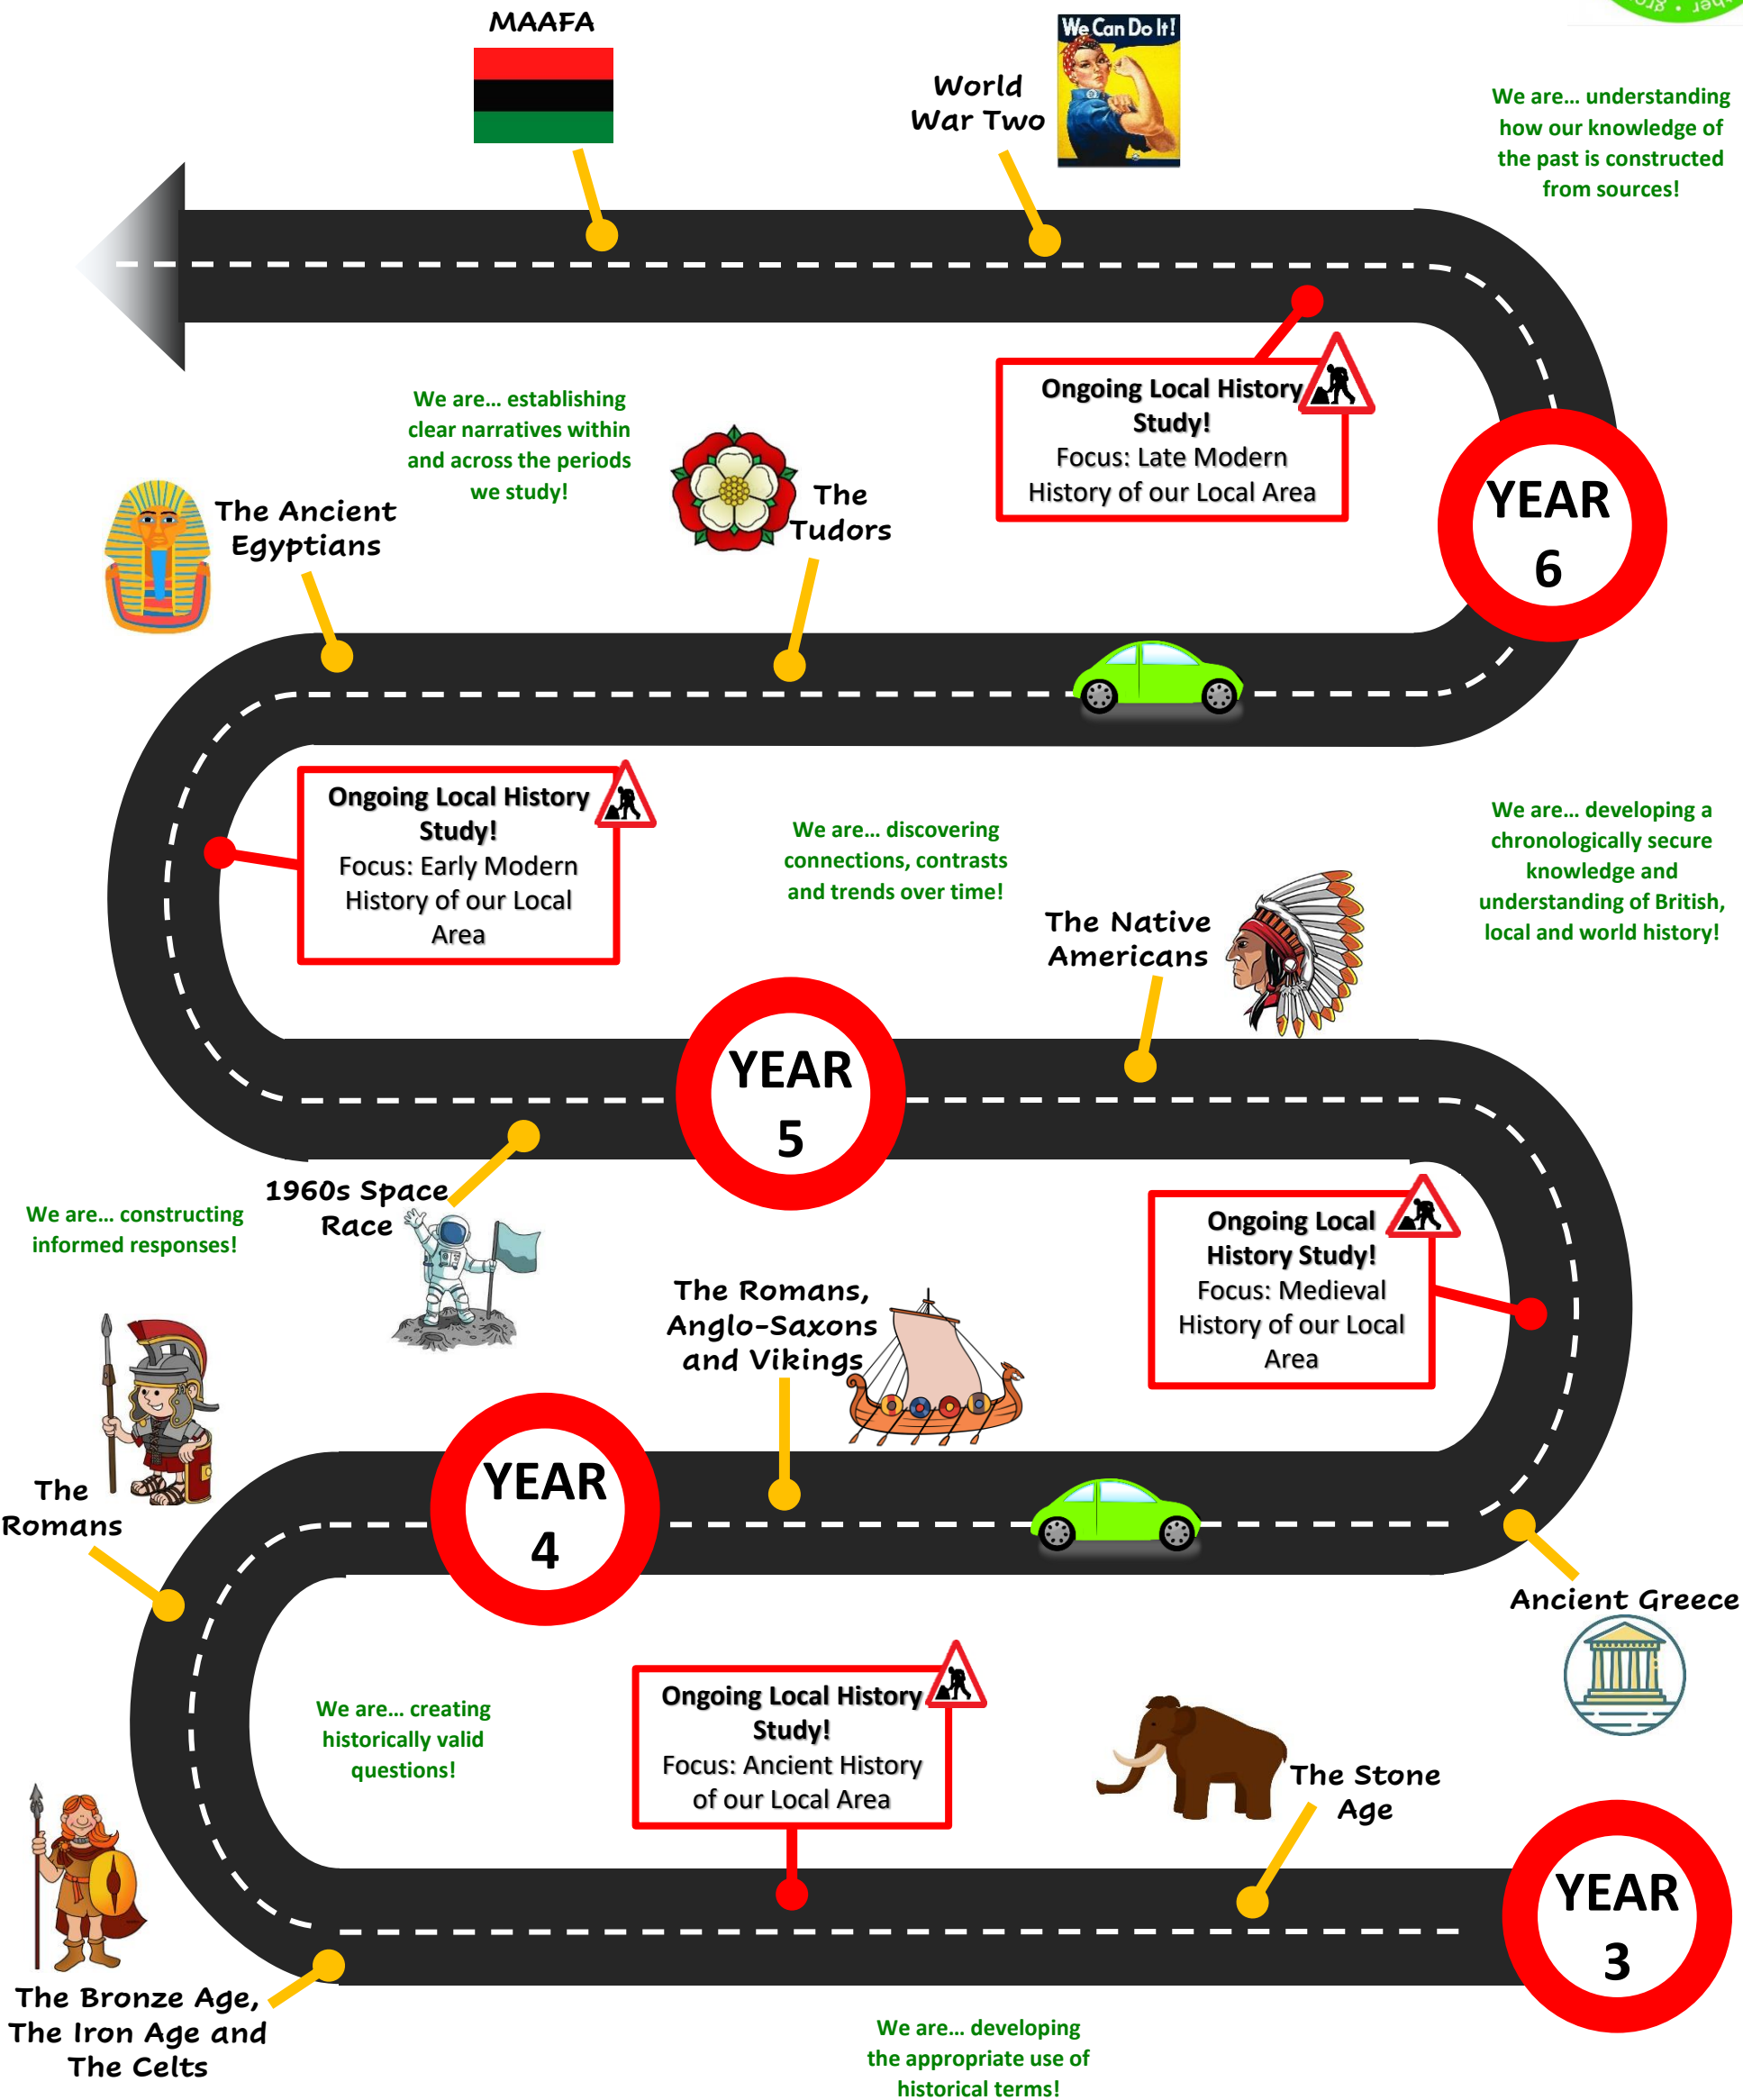 MAAFA
We Can Do It!
World
War Two
We are... understanding
how our knowledge of
the past is constructed
from sources!
Ongoing Local History
Study!
Focus: Late Modern
History of our Local Area
We are... establishing
clear narratives within
and across the periods
we study!
The Ancient
Egyptians
The
Tudors
YEAR
6
Ongoing Local History
Study!
Focus: Early Modern
History of our Local
Area
We are... discovering
connections, contrasts
and trends over time!
We are... developing a
chronologically secure
knowledge and
understanding of British,
local and world history!
The Native
Americans
YEAR
5
1960s Space
Race
We are... constructing
informed responses!
Ongoing Local
History Study!
Focus: Medieval
History of our Local
Area
The Romans,
Anglo-Saxons
and Vikings
YEAR
4
The
Romans
Ancient Greece
We are... creating
historically valid
questions!
Ongoing Local History
Study!
Focus: Ancient History
of our Local Area
The Stone
Age
YEAR
3
The Bronze Age,
The Iron Age and
The Celts
We are... developing
the appropriate use of
historical terms!